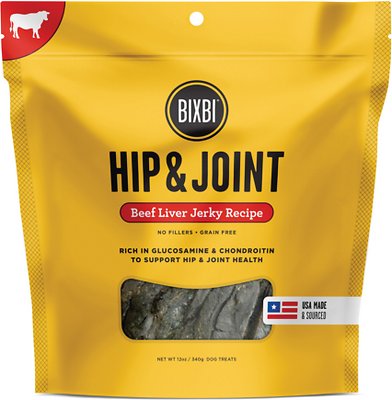 BIXBI
HIP & JOINT
Beef Liver Jerky Recipe
NO FILLERS • GRAIN FREE
RICH IN GLUCOSAMINE & CHONDROITIN
TO SUPPORT HIP & JOINT HEALTH
USA MADE
& SOURCED
NET WT 12oz / 340g DOG TREATS